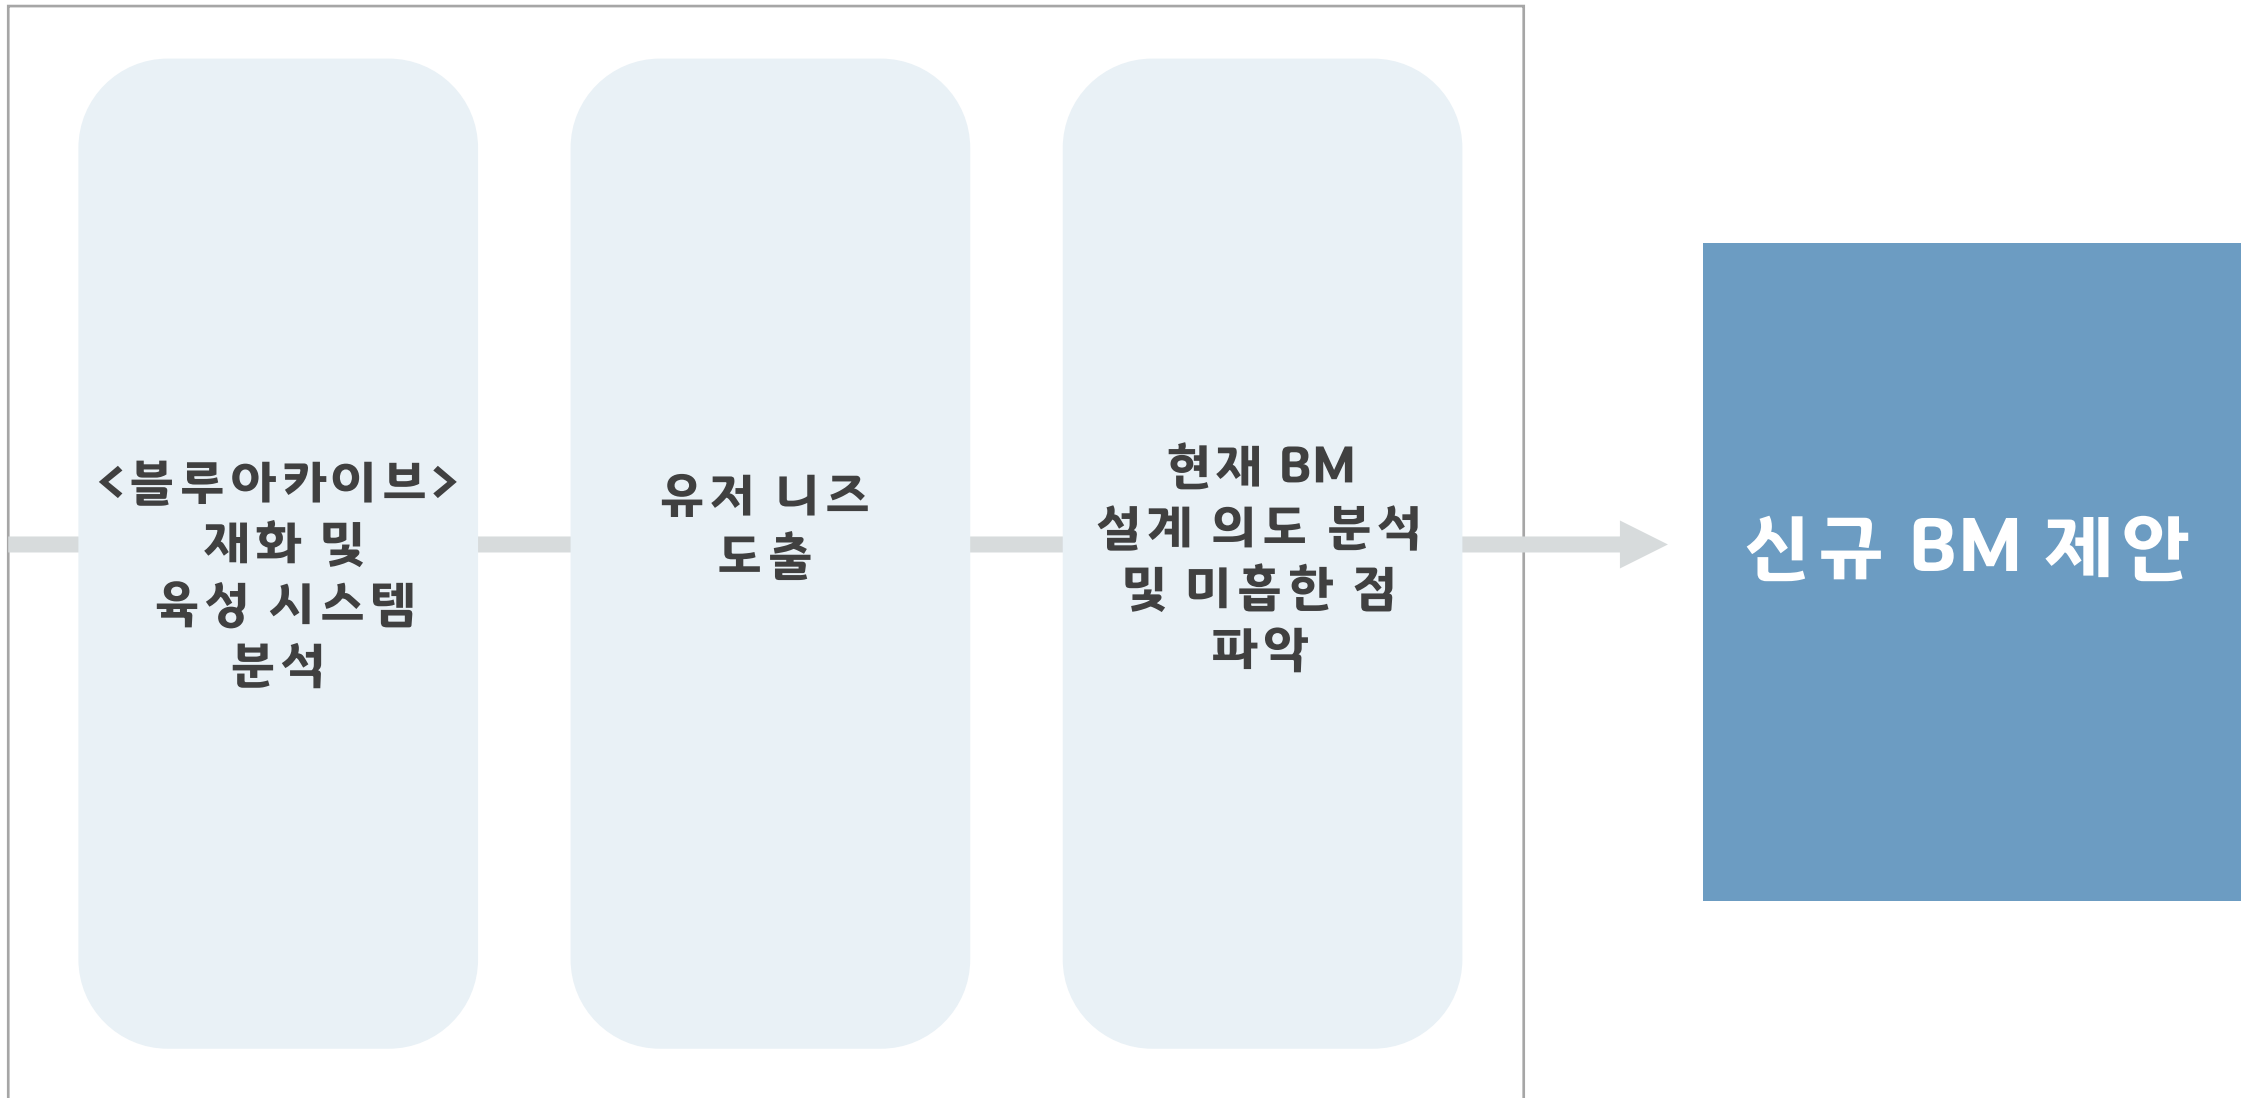 <블루아카이브>
재화 및
육성 시스템
분석
유저 니즈
도출
현재 BM
설계 의도 분석
및 미흡한 점
파악
신규 BM 제안